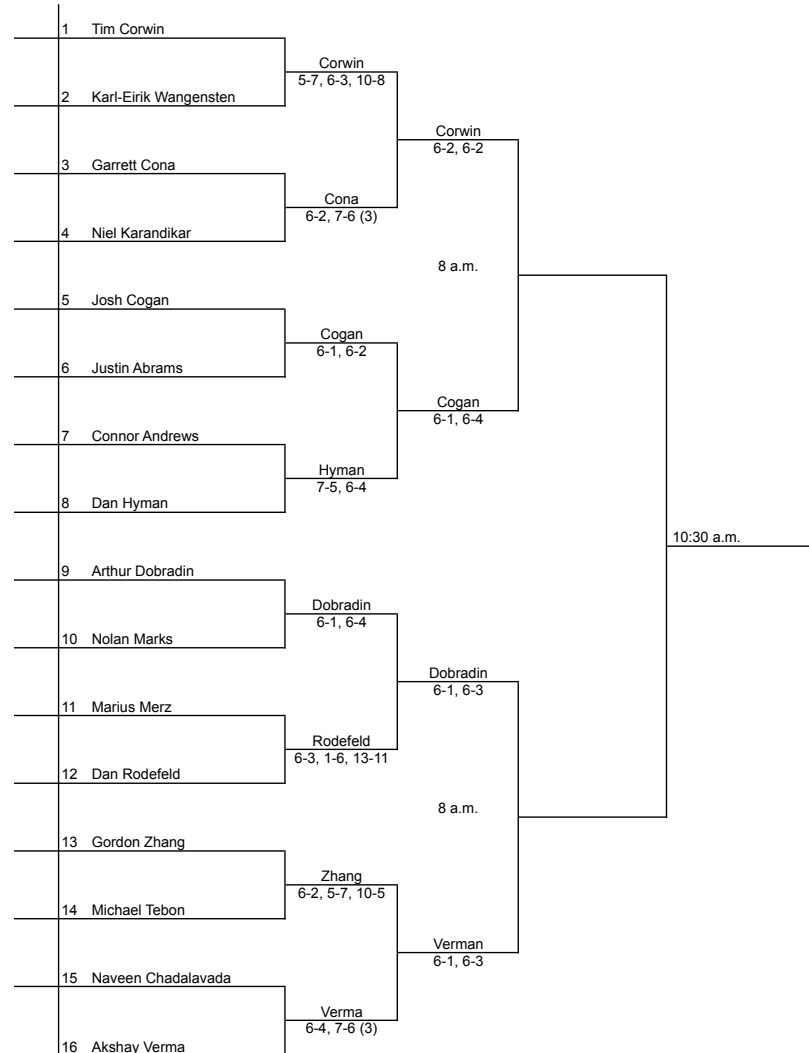 1 Tim Corwin
Corwin
5-7, 6-3, 10-8
2 Karl-Eirik Wangensten
Corwin
6-2, 6-2
3 Garrett Cona
Cona
6-2, 7-6 (3)
4 Niel Karandikar
8 a.m.
5 Josh Cogan
Cogan
6-1, 6-2
6 Justin Abrams
Cogan
6-1, 6-4
7 Connor Andrews
Hyman
7-5, 6-4
8 Dan Hyman
10:30 a.m.
9 Arthur Dobradin
Dobradin
6-1, 6-4
10 Nolan Marks
Dobradin
6-1, 6-3
11 Marius Merz
Rodefeld
6-3, 1-6, 13-11
12 Dan Rodefeld
8 a.m.
13 Gordon Zhang
Zhang
6-2, 5-7, 10-5
14 Michael Tebon
Verman
6-1, 6-3
15 Naveen Chadalavada
Verma
6-4, 7-6 (3)
16 Akshay Verma